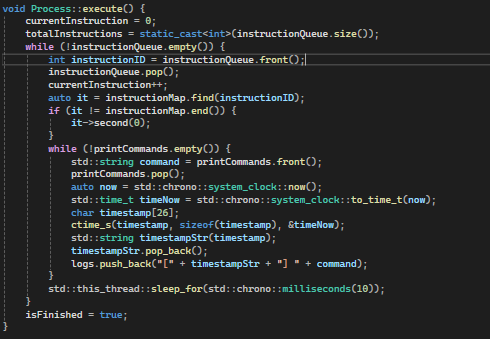 void Process::execute() {
    currentInstruction = 0;
    totalInstructions = static_cast<int>(instructionQueue.size());
    while (!instructionQueue.empty()) {
        int instructionID = instructionQueue.front();
        instructionQueue.pop();
        currentInstruction++;
        auto it = instructionMap.find(instructionID);
        if (it != instructionMap.end()) {
            it->second(0);
        }
        while (!printCommands.empty()) {
            std::string command = printCommands.front();
            printCommands.pop();
            auto now = std::chrono::system_clock::now();
            std::time_t timeNow = std::chrono::system_clock::to_time_t(now);
            char timestamp[26];
            ctime_s(timestamp, sizeof(timestamp), &timeNow);
            std::string timestampStr(timestamp);
            timestampStr.pop_back();
            logs.push_back("[" + timestampStr + "] " + command);
        }
        std::this_thread::sleep_for(std::chrono::milliseconds(10));
    }
    isFinished = true;
}